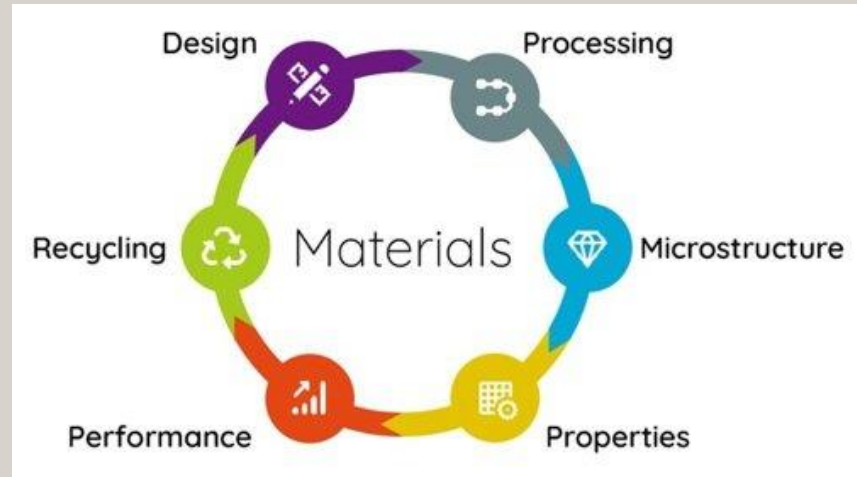 Design
Processing
Recycling
Materials
Microstructure
Performance
Properties